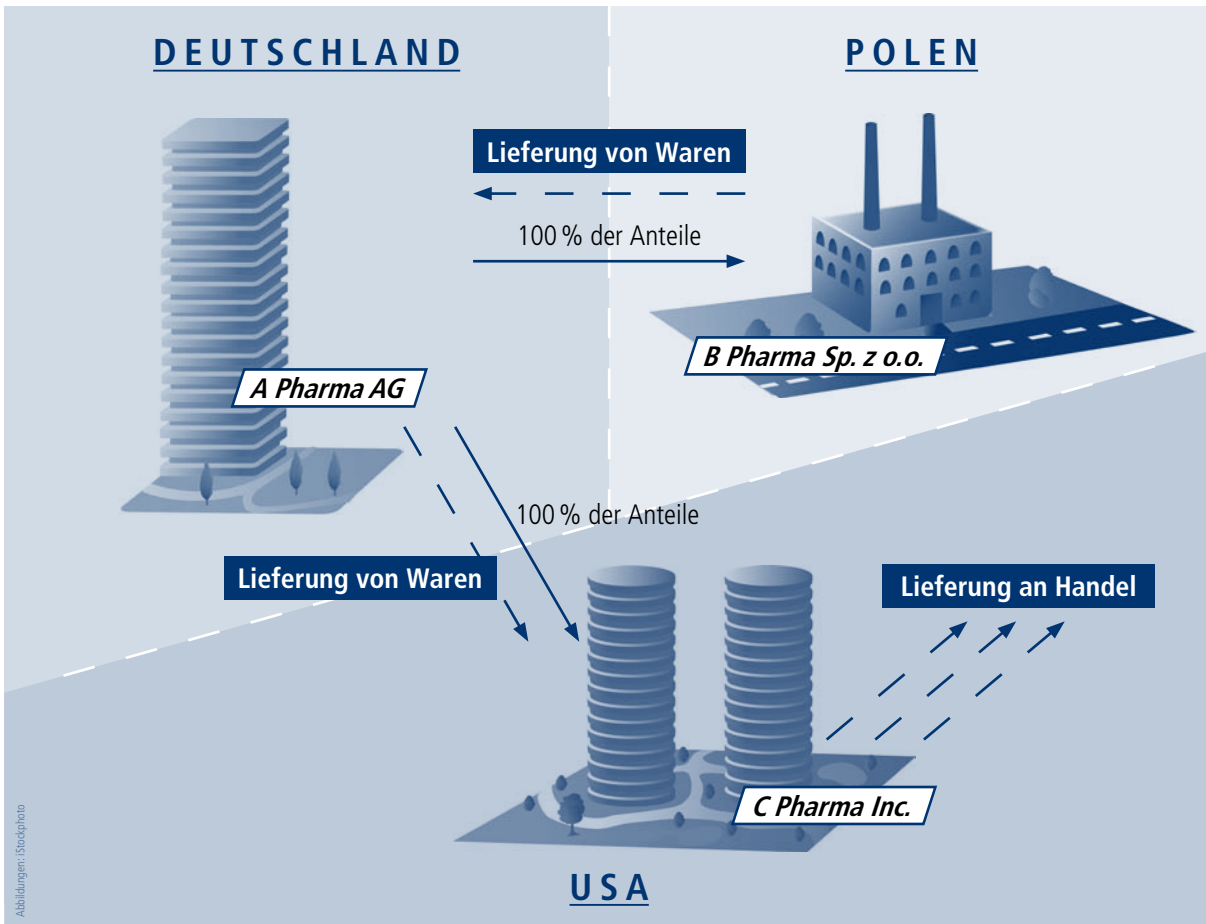 DEUTSCHLAND
POLEN
Lieferung von Waren
100 % der Anteile
B Pharma Sp. z o.o.
A Pharma AG
100 % der Anteile
Lieferung von Waren
Lieferung an Handel
C Pharma Inc.
USA
Abbildungen: iStockphoto